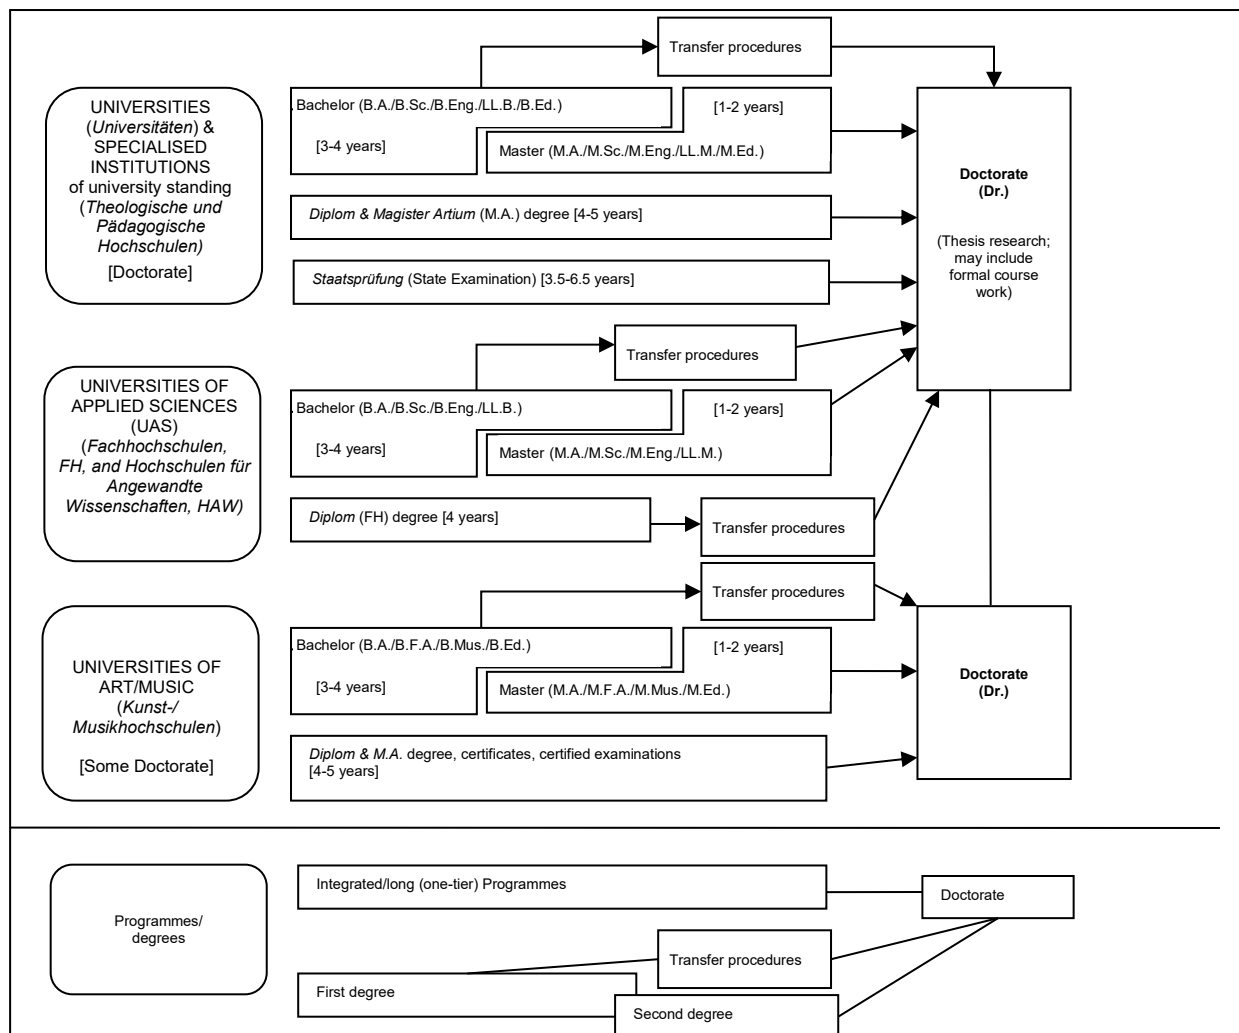 Transfer procedures
UNIVERSITIES
(Universitäten) &
SPECIALISED
INSTITUTIONS
of university standing
(Theologische und
Pädagogische
Hochschulen)
[Doctorate]
Bachelor (B.A./B.Sc./B.Eng./LL.B./B.Ed.)
[3-4 years]
[1-2 years]
Master (M.A./M.Sc./M.Eng./LL.M./M.Ed.)
Diplom & Magister Artium (M.A.) degree [4-5 years]
Staatsprüfung (State Examination) [3.5-6.5 years]
Doctorate
(Dr.)
(Thesis research;
may include
formal course
work)
Transfer procedures
UNIVERSITIES OF
APPLIED SCIENCES
(UAS)
(Fachhochschulen,
FH, and Hochschulen für
Angewandte
Wissenschaften, HAW)
Bachelor (B.A./B.Sc./B.Eng./LL.B.)
[3-4 years]
[1-2 years]
Master (M.A./M.Sc./M.Eng./LL.M.)
Diplom (FH) degree [4 years]
Transfer procedures
Transfer procedures
UNIVERSITIES OF
ART/MUSIC
(Kunst-/
Musikhochschulen)
[Some Doctorate]
Bachelor (B.A./B.F.A./B.Mus./B.Ed.)
[3-4 years]
[1-2 years]
Master (M.A./M.F.A./M.Mus./M.Ed.)
Diplom & M.A. degree, certificates, certified examinations
[4-5 years]
Doctorate
(Dr.)
Programmes/
degrees
Integrated/long (one-tier) Programmes
Doctorate
Transfer procedures
First degree
Second degree